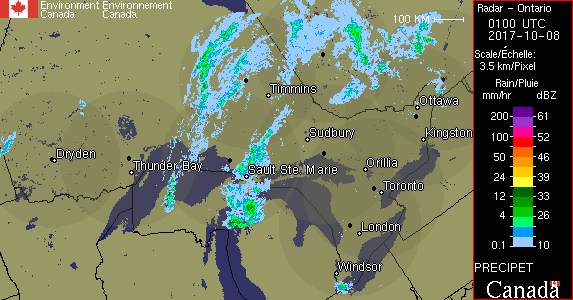 Environment Environnement
Canada Canada
100 KM
Timmins
Ottawa
Sudbury
Kingston
Dryden
Thunder Bay
Sault Ste. Marie
Orillia
Toronto
London
Windsor
Radar - Ontario
0100 UTC
2017-10-08
Scale/Échelle:
3.5 km/Pixel
Rain/Pluie
mm/hr dBZ
200 61
100 52
50 46
24 39
12 33
4 26
0.1 10
PRECIPET
Canada